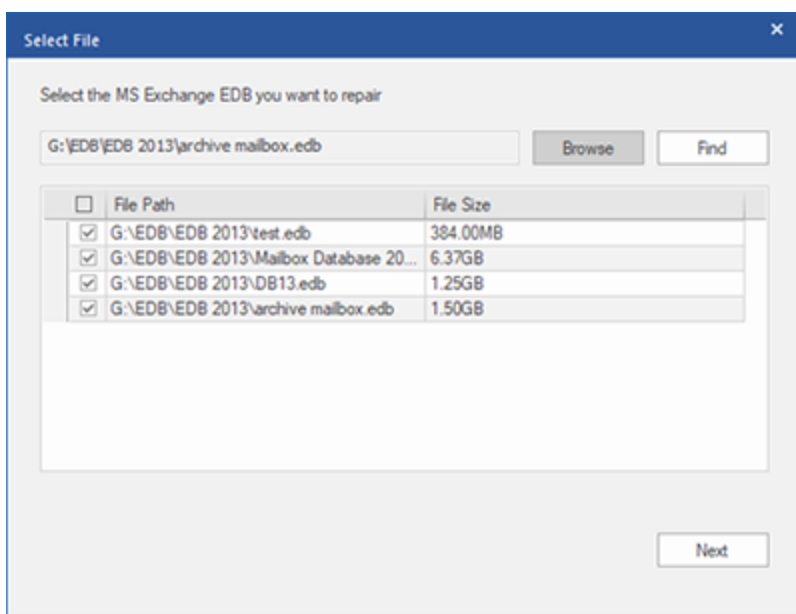 Select File
Select the MS Exchange EDB you want to repair
G:\EDB\EDB 2013\archive mailbox.edb Browse Find
File Path File Size
G:\EDB\EDB 2013\test.edb 384.00MB
G:\EDB\EDB 2013\Mailbox Database 20... 6.37GB
G:\EDB\EDB 2013\DB13.edb 1.25GB
G:\EDB\EDB 2013\archive mailbox.edb 1.50GB
Next